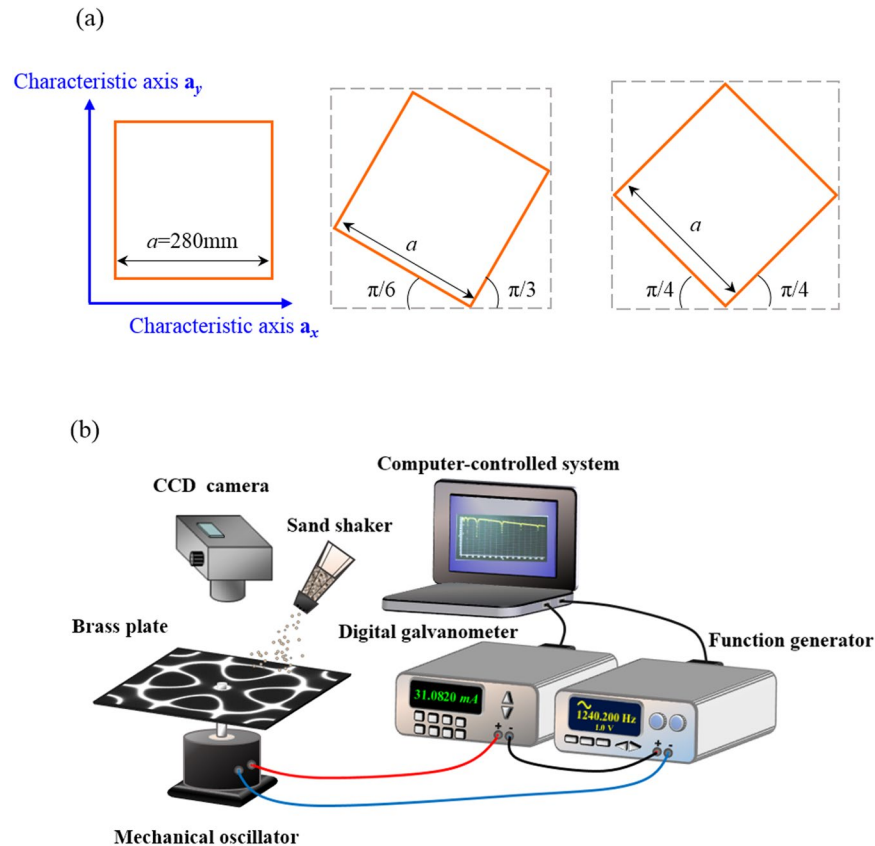 (a)
Characteristic axis a_y
a=280mm
Characteristic axis a_x
a
π/6
π/3
a
π/4
π/4
(b)
Computer-controlled system
CCD camera
Sand shaker
Brass plate
Digital galvanometer
Function generator
31.0820 mA
1240.200 Hz
1.0 V
+ -
+ -
Mechanical oscillator